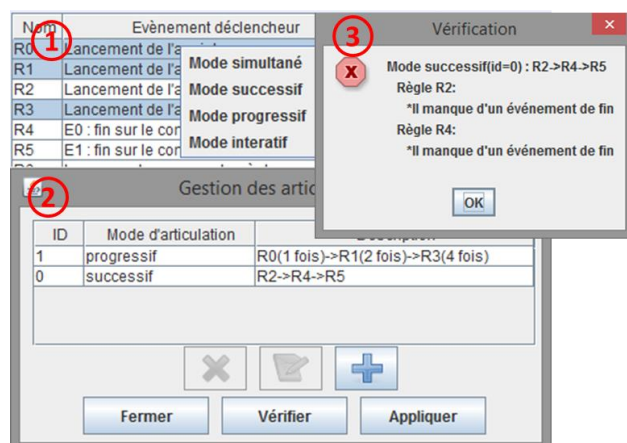 Nom Evènement déclencheur
1
R0 Lancement de l'a
R1 Lancement de l'a
R2 Lancement de l'a
R3 Lancement de l'a
R4 E0 : fin sur le con
R5 E1 : fin sur le con
Mode simultané
Mode successif
Mode progressif
Mode interatif
3
Vérification
x
X
Mode successif(id=0) : R2->R4->R5
Règle R2:
*Il manque d'un événement de fin
Règle R4:
*Il manque d'un événement de fin
OK
2
Gestion des artic
ID Mode d'articulation
1 progressif R0(1 fois)->R1(2 fois)->R3(4 fois)
0 successif R2->R4->R5
Fermer Vérifier Appliquer